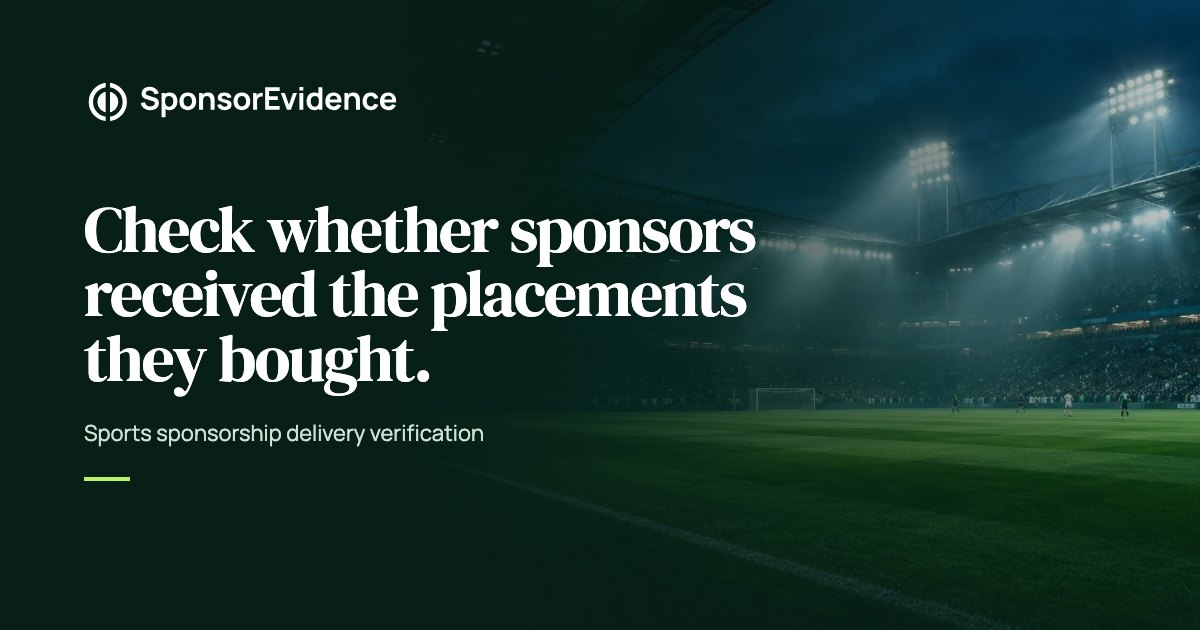 SponsorEvidence
Check whether sponsors
received the placements
they bought.
Sports sponsorship delivery verification